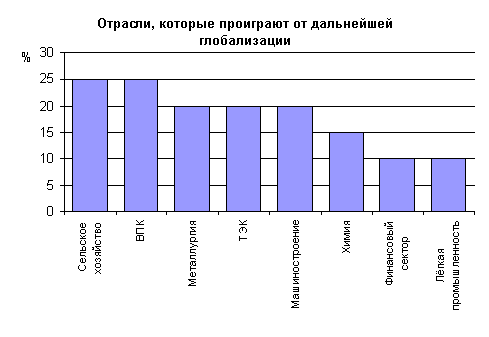 Отрасли, которые проиграют от дальнейшей
глобализации
%
30
25
20
15
10
5
0
Сельское
хозяйство
ВПК
Металлургия
ТЭК
Машиностроение
Химия
Финансовый
сектор
Лёгкая
промышленность